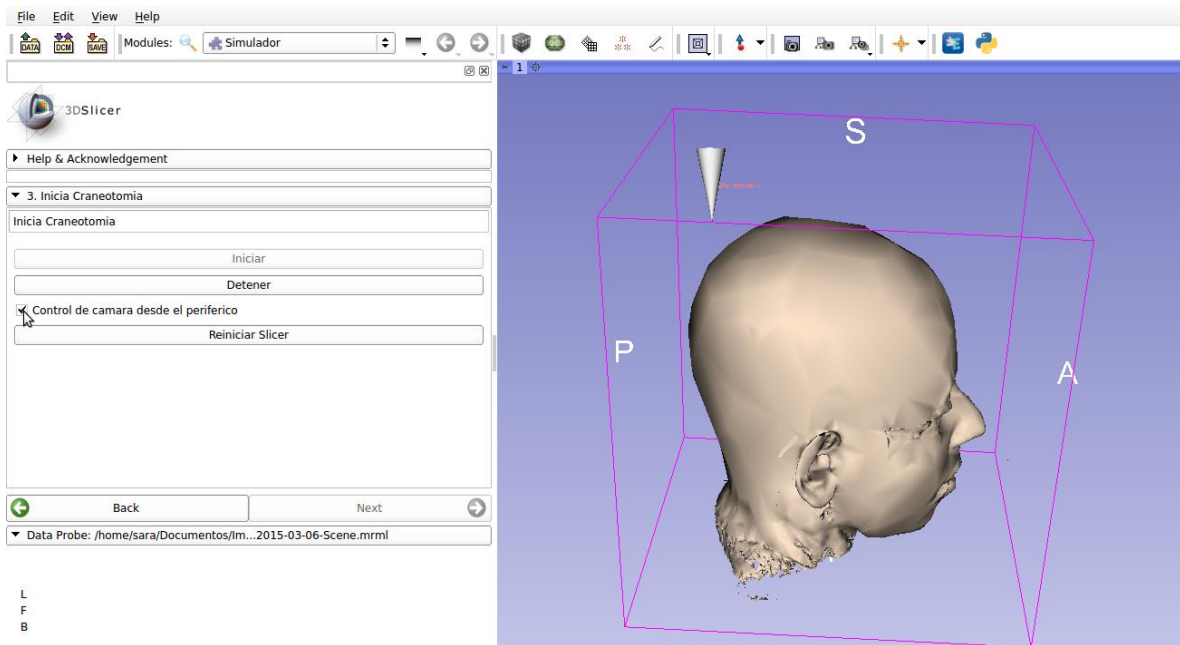 File Edit View Help
DATA DCM SAVE Modules: Simulador
1
3DSlicer
Help & Acknowledgement
3. Inicia Craneotomia
Inicia Craneotomia
Iniciar
Detener
Control de camara desde el periferico
Reiniciar Slicer
Back Next
Data Probe: /home/sara/Documentos/Im...2015-03-06-Scene.mrml
L
F
B
S
P
A